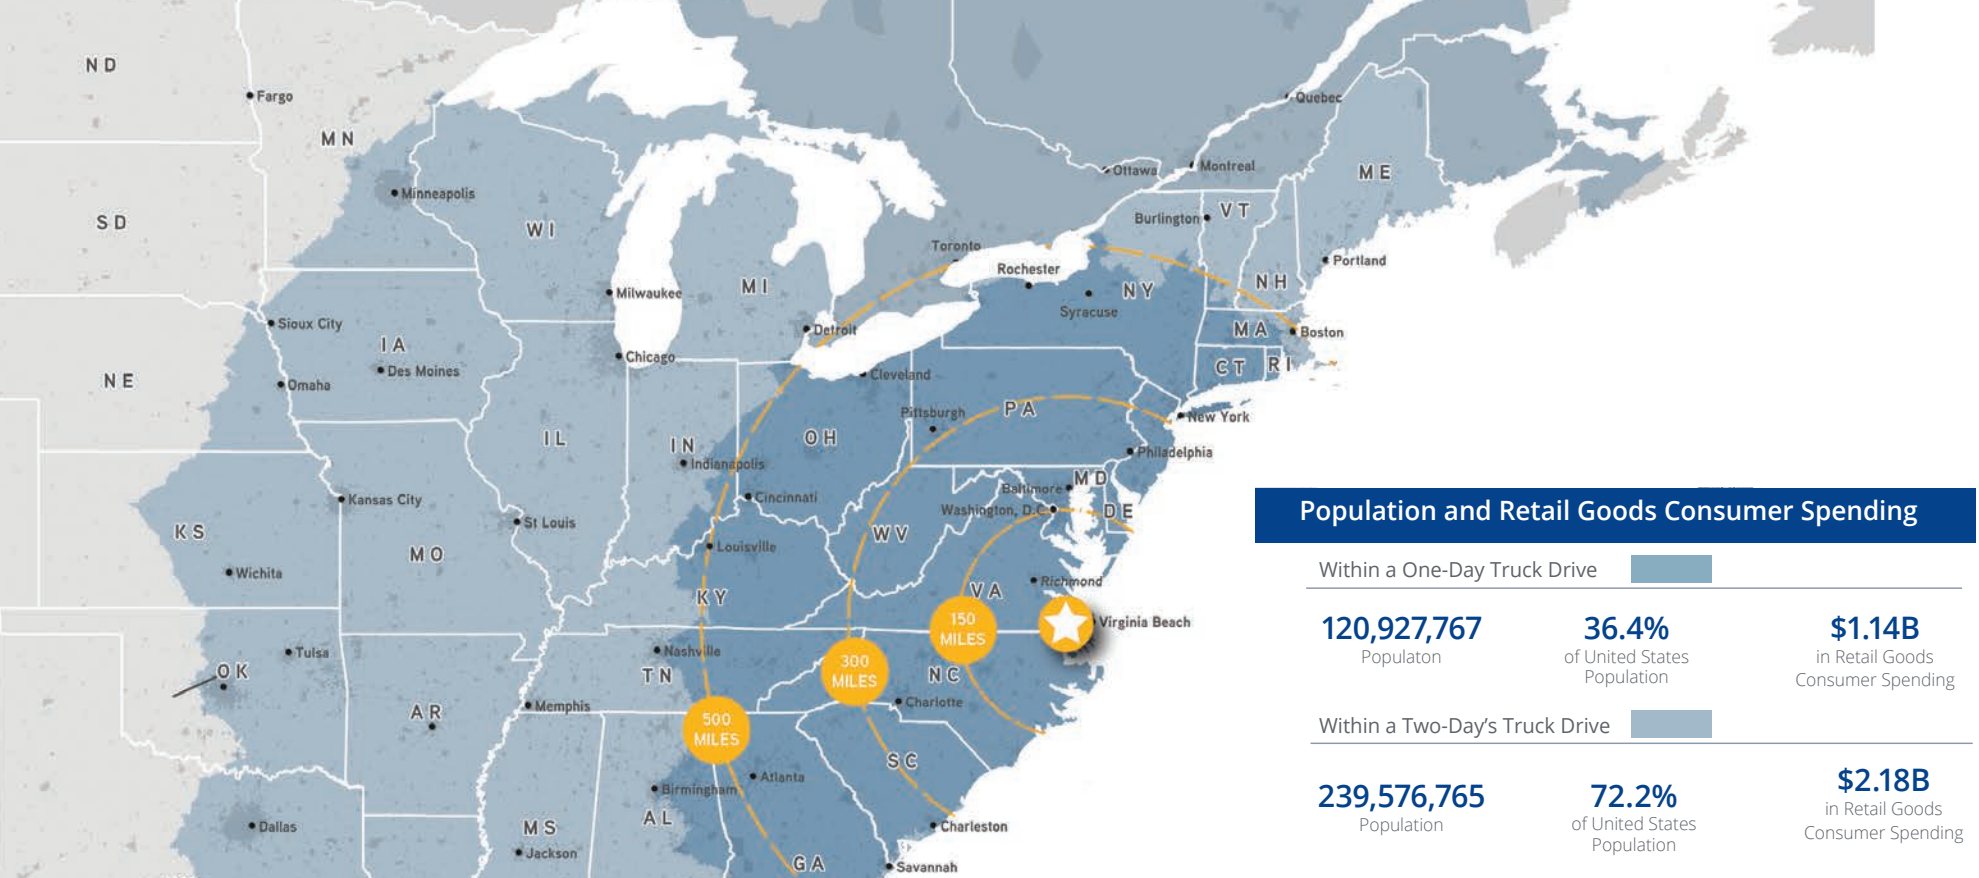 ND
Fargo
MN
Quebec
Ottawa
Montreal
ME
Minneapolis
SD
WI
Burlington
VT
Toronto
Rochester
Portland
MI
NY
NH
Milwaukee
Syracuse
Sioux City
Detroit
MA
Boston
IA
Des Moines
Chicago
CT
RI
NE
Omaha
Cleveland
Pittsburgh
PA
New York
IL
IN
OH
Indianapolis
Philadelphia
Kansas City
Cincinnati
Baltimore
MD
Washington, D.C.
DE
KS
St Louis
MO
WV
Louisville
Wichita
Richmond
VA
KY
150
MILES
Virginia Beach
Tulsa
Nashville
OK
TN
300
MILES
NC
Memphis
Charlotte
AR
500
MILES
SC
Atlanta
Birmingham
Dallas
MS
AL
Charleston
Jackson
GA
Savannah
Population and Retail Goods Consumer Spending
Within a One-Day Truck Drive
120,927,767
Populaton
36.4%
of United States
Population
$1.14B
in Retail Goods
Consumer Spending
Within a Two-Day's Truck Drive
239,576,765
Population
72.2%
of United States
Population
$2.18B
in Retail Goods
Consumer Spending